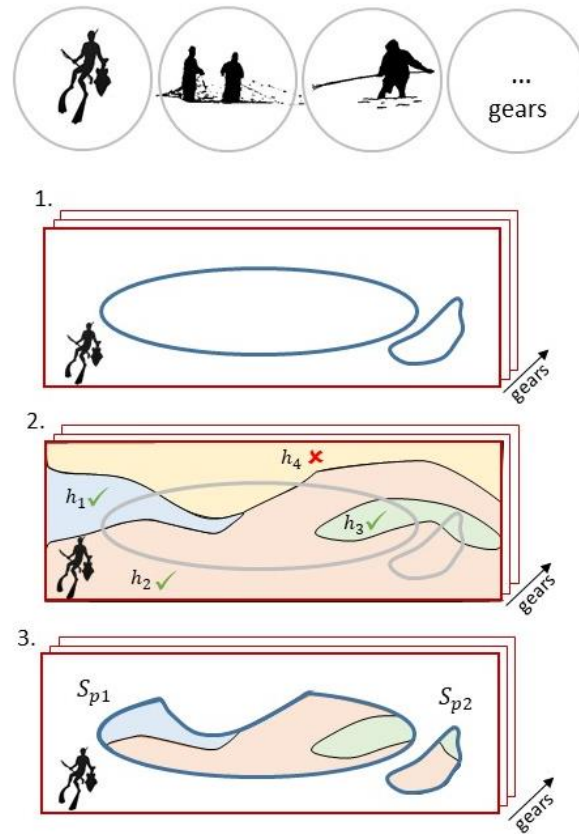 ...
gears
1.
gears
2.
h₄ ✘
h₁ ✓
h₃ ✓
h₂ ✓
gears
3.
Sₚ₁
Sₚ₂
gears